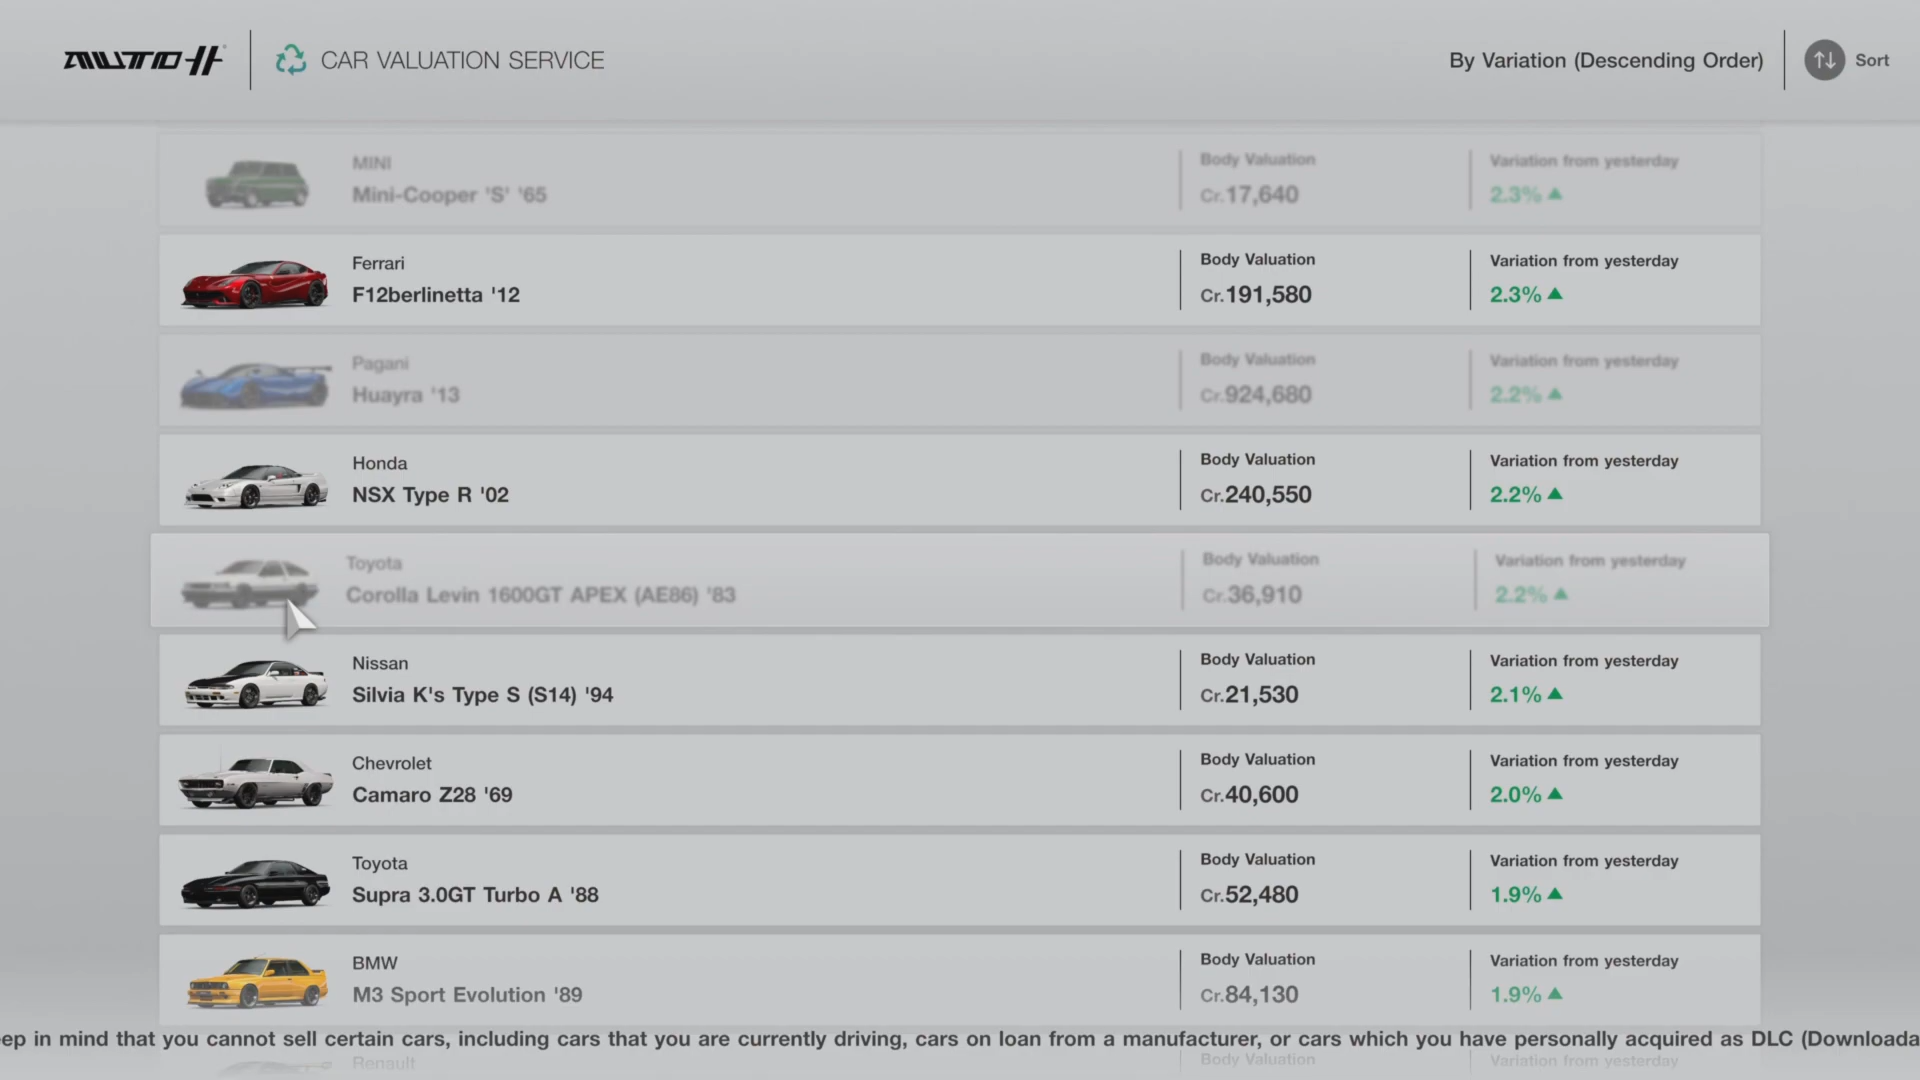 AUTO-H
CAR VALUATION SERVICE
By Variation (Descending Order)
Sort
MINI
Mini-Cooper 'S' '65
Body Valuation
Cr.17,640
Variation from yesterday
2.3% ▲
Ferrari
F12berlinetta '12
Body Valuation
Cr.191,580
Variation from yesterday
2.3% ▲
Pagani
Huayra '13
Body Valuation
Cr.924,680
Variation from yesterday
2.2% ▲
Honda
NSX Type R '02
Body Valuation
Cr.240,550
Variation from yesterday
2.2% ▲
Toyota
Corolla Levin 1600GT APEX (AE86) '83
Body Valuation
Cr.36,910
Variation from yesterday
2.2% ▲
Nissan
Silvia K's Type S (S14) '94
Body Valuation
Cr.21,530
Variation from yesterday
2.1% ▲
Chevrolet
Camaro Z28 '69
Body Valuation
Cr.40,600
Variation from yesterday
2.0% ▲
Toyota
Supra 3.0GT Turbo A '88
Body Valuation
Cr.52,480
Variation from yesterday
1.9% ▲
BMW
M3 Sport Evolution '89
Body Valuation
Cr.84,130
Variation from yesterday
1.9% ▲
ep in mind that you cannot sell certain cars, including cars that you are currently driving, cars on loan from a manufacturer, or cars which you have personally acquired as DLC (Downloada
Renault
Body Valuation
Variation from yesterday